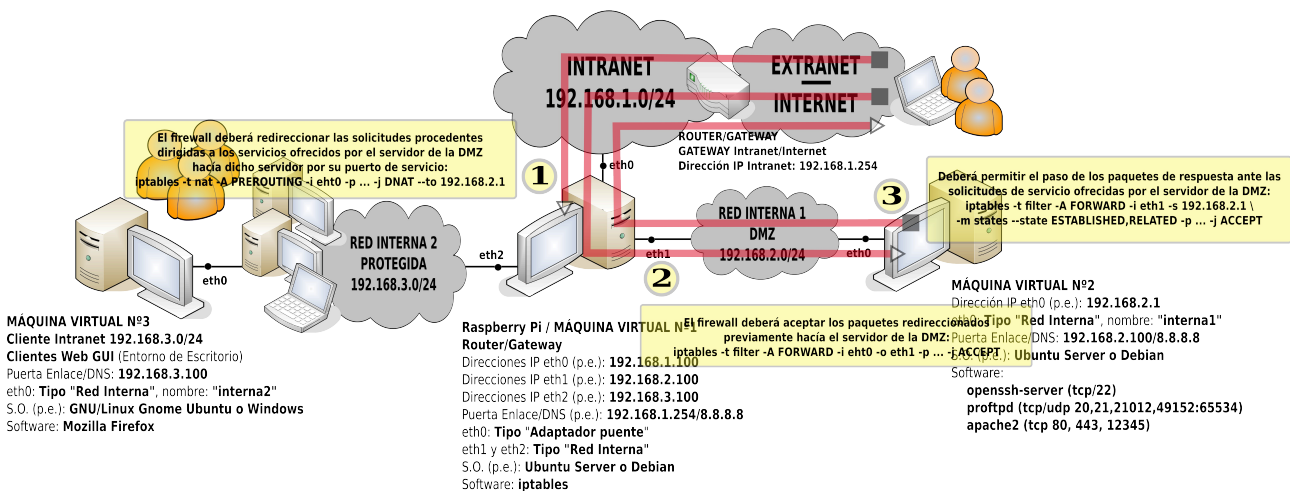 INTRANET
192.168.1.0/24
EXTRANET
INTERNET
ROUTER/GATEWAY
GATEWAY Intranet/Internet
Dirección IP Intranet: 192.168.1.254
El firewall deberá redireccionar las solicitudes procedentes
dirigidas a los servicios ofrecidos por el servidor de la DMZ
hacía dicho servidor por su puerto de servicio:
iptables -t nat -A PREROUTING -i eht0 -p ... -j DNAT --to 192.168.2.1
1
eth0
3
Deberá permitir el paso de los paquetes de respuesta ante las
solicitudes de servicio ofrecidas por el servidor de la DMZ:
iptables -t filter -A FORWARD -i eth1 -s 192.168.2.1 \
-m states --state ESTABLISHED,RELATED -p ... -j ACCEPT
RED INTERNA 2
PROTEGIDA
192.168.3.0/24
eth0
eth2
eth1
2
RED INTERNA 1
DMZ
192.168.2.0/24
eth0
El firewall deberá aceptar los paquetes redireccionados
previamente hacía el servidor de la DMZ:
iptables -t filter -A FORWARD -i eht0 -o eth1 -p ... -j ACCEPT
MÁQUINA VIRTUAL Nº3
Cliente Intranet 192.168.3.0/24
Clientes Web GUI (Entorno de Escritorio)
Puerta Enlace/DNS: 192.168.3.100
eth0: Tipo "Red Interna", nombre: "interna2"
S.O. (p.e.): GNU/Linux Gnome Ubuntu o Windows
Software: Mozilla Firefox
Raspberry Pi / MÁQUINA VIRTUAL Nº1
Router/Gateway
Direcciones IP eth0 (p.e.): 192.168.1.100
Direcciones IP eth1 (p.e.): 192.168.2.100
Direcciones IP eth2 (p.e.): 192.168.3.100
Puerta Enlace/DNS (p.e.): 192.168.1.254/8.8.8.8
eth0: Tipo "Adaptador puente"
eth1 y eth2: Tipo "Red Interna"
S.O. (p.e.): Ubuntu Server o Debian
Software: iptables
MÁQUINA VIRTUAL Nº2
Dirección IP eth0 (p.e.): 192.168.2.1
eth0: Tipo "Red Interna", nombre: "interna1"
Puerta Enlace/DNS: 192.168.2.100/8.8.8.8
S.O. (p.e.): Ubuntu Server o Debian
Software:
openssh-server (tcp/22)
proftpd (tcp/udp 20,21,21012,49152:65534)
apache2 (tcp 80, 443, 12345)